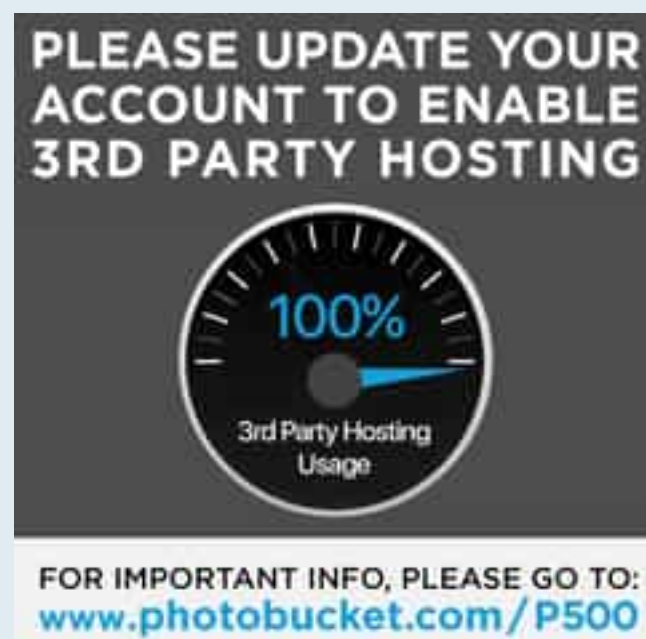 PLEASE UPDATE YOUR
ACCOUNT TO ENABLE
3RD PARTY HOSTING
100%
3rd Party Hosting
Usage
FOR IMPORTANT INFO, PLEASE GO TO:
www.photobucket.com/P500